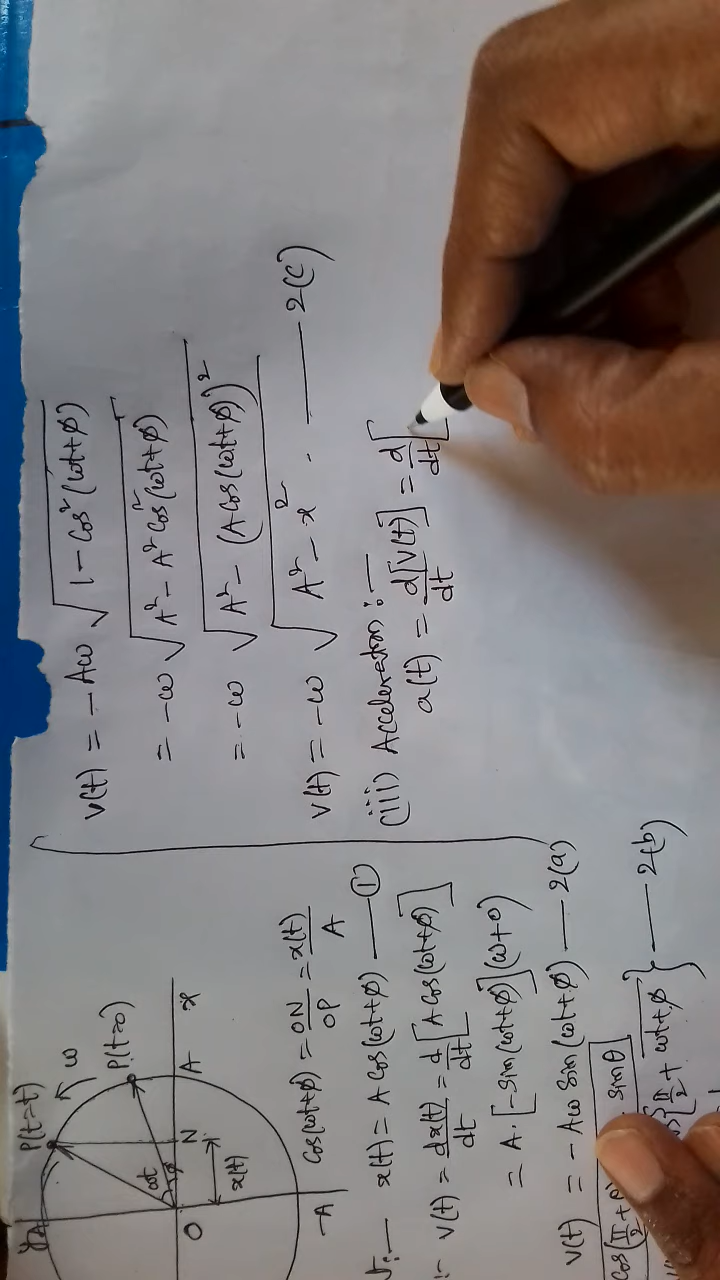 y
A
P(t=t)
ω
P(t=0)
ωt
φ
O
N
A
x
x(t)
-A
Cos(ωt+φ) = ON/OP = x(t)/A
:— x(t) = A Cos(ωt+φ) —— ①
:- v(t) = dx(t)/dt = d/dt [A Cos(ωt+φ)]
= A. [-Sin(ωt+φ)] (ω+0)
v(t) = - Aω Sin(ωt+φ) —— 2(a)
Cos(π/2 + θ) sinθ
{π/2 + ωt+φ} —— 2(b)
v(t) = -Aω √(1 - Cos²(ωt+φ))
= -ω √(A² - A² Cos²(ωt+φ))
= -ω √(A² - (A Cos(ωt+φ))²)
v(t) = -ω √(A² - x²) . —— 2(c)
(iii) Acceleration :—
a(t) = d[v(t)]/dt = d/dt [